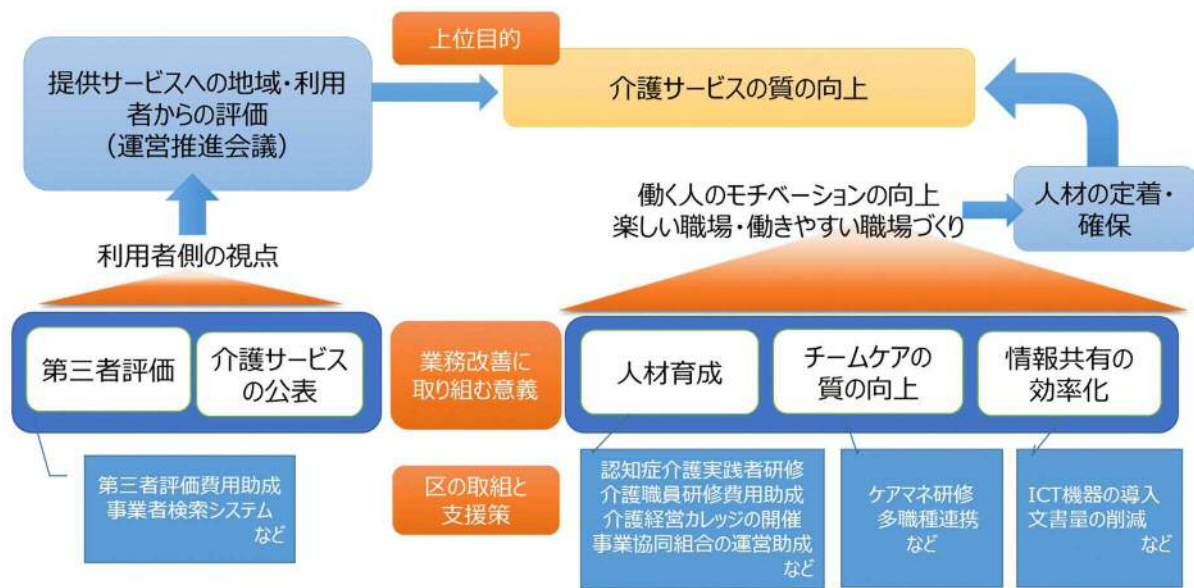 上位目的
提供サービスへの地域・利用
者からの評価
（運営推進会議）
介護サービスの質の向上
働く人のモチベーションの向上
楽しい職場・働きやすい職場づくり
人材の定着・
確保
利用者側の視点
第三者評価
介護サービス
の公表
業務改善に
取り組む意義
人材育成
チームケアの
質の向上
情報共有の
効率化
第三者評価費用助成
事業者検索システム
など
区の取組と
支援策
認知症介護実践者研修
介護職員研修費用助成
介護経営カレッジの開催
事業協同組合の運営助成
など
ケアマネ研修
多職種連携
など
ICT機器の導入
文書量の削減
など